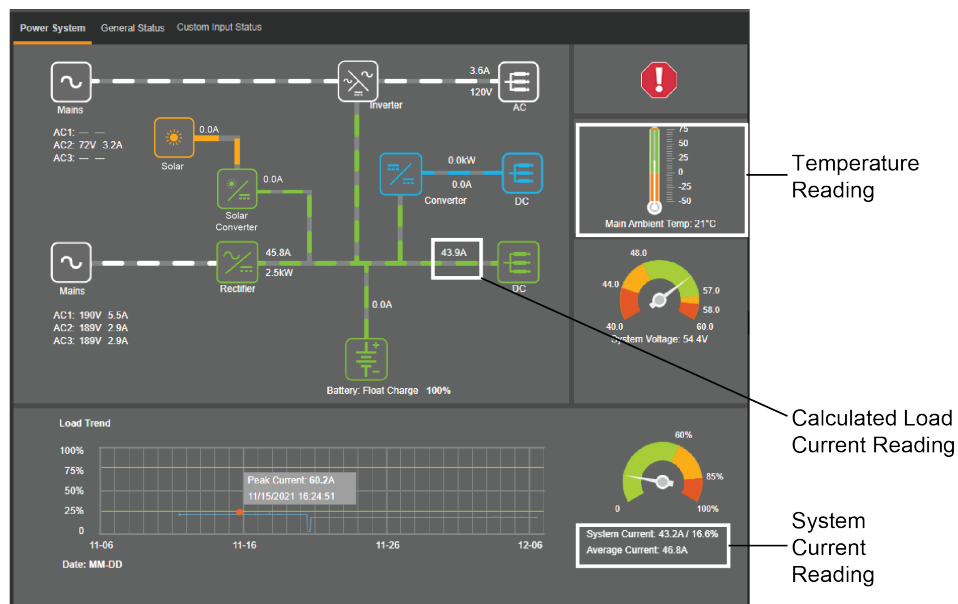 Power System General Status Custom Input Status
3.6A
120V
Mains
Inverter
AC
AC1: — —
AC2: 72V 3.2A
AC3: — —
0.0A
Solar
0.0A
Solar
Converter
0.0kW
0.0A
Converter
DC
45.8A
2.5kW
43.9A
Mains
Rectifier
DC
AC1: 190V 5.5A
AC2: 189V 2.9A
AC3: 189V 2.9A
0.0A
Battery: Float Charge 100%
75
50
25
0
-25
-50
Main Ambient Temp: 21°C
Temperature
Reading
48.0
44.0
57.0
58.0
40.0
60.0
System Voltage: 54.4V
Calculated Load
Current Reading
Load Trend
100%
75%
50%
25%
0
Peak Current: 60.2A
11/15/2021 16:24.51
11-06
11-16
11-26
12-06
Date: MM-DD
60%
85%
0
100%
System Current: 43.2A / 16.6%
Average Current: 46.8A
System
Current
Reading